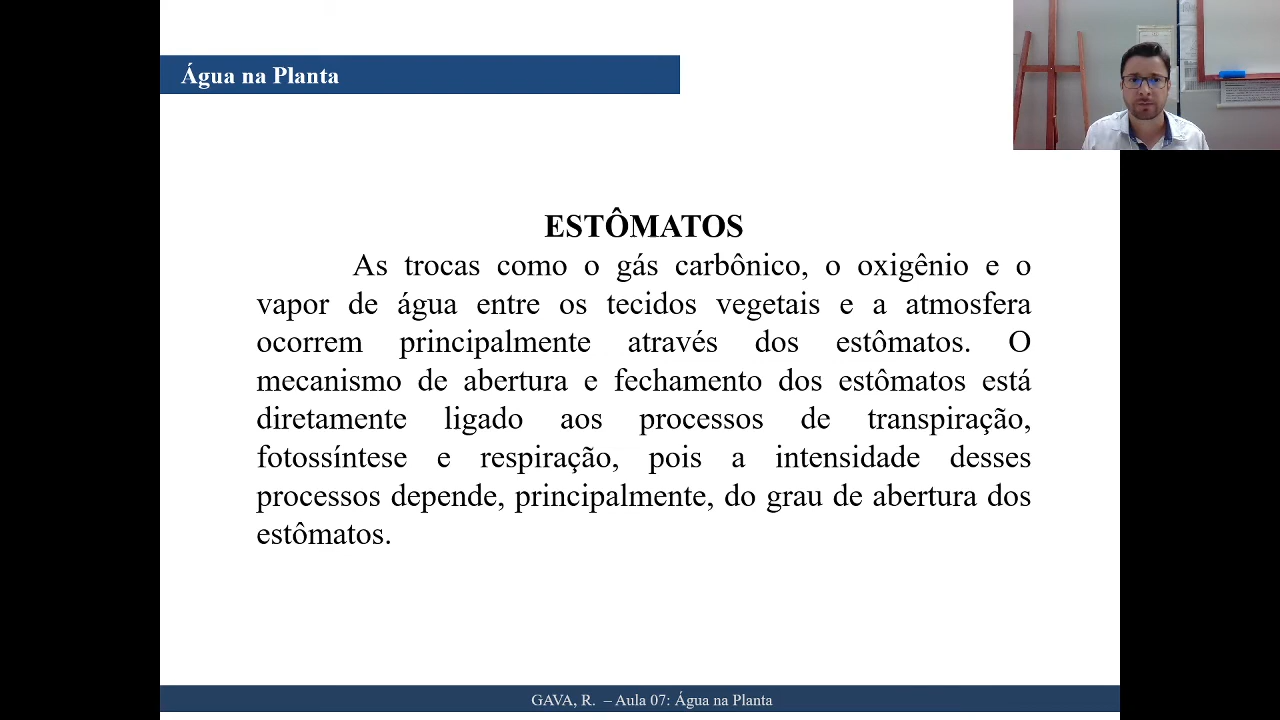 Água na Planta
ESTÔMATOS
As trocas como o gás carbônico, o oxigênio e o
vapor de água entre os tecidos vegetais e a atmosfera
ocorrem principalmente através dos estômatos. O
mecanismo de abertura e fechamento dos estômatos está
diretamente ligado aos processos de transpiração,
fotossíntese e respiração, pois a intensidade desses
processos depende, principalmente, do grau de abertura dos
estômatos.
GAVA, R. – Aula 07: Água na Planta